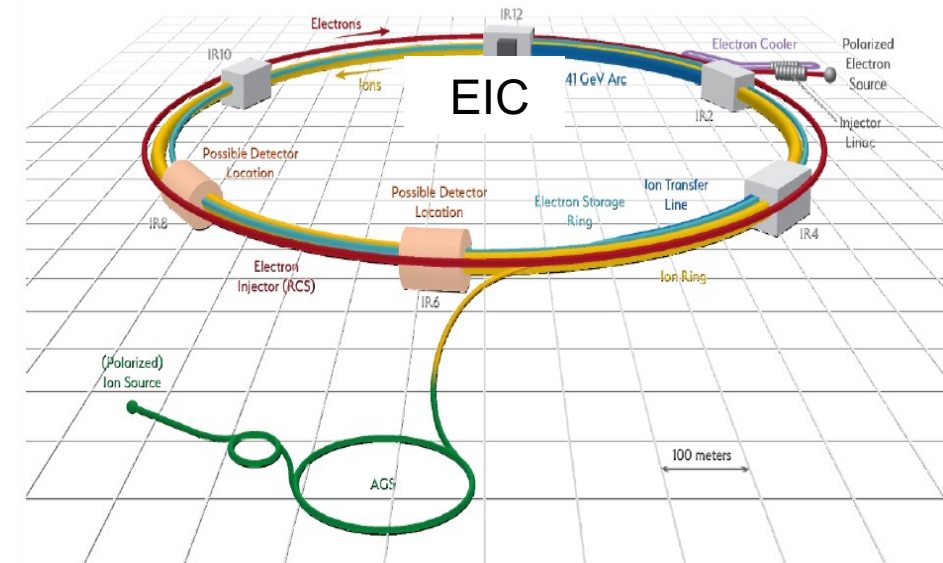 IR12
Electrons
Electron Cooler
Polarized
Electron
Source
IR10
Ions
EIC
41 GeV Arc
IR2
Injector
Linac
Possible Detector
Location
Possible Detector
Location
Electron Storage
Ring
Ion Transfer
Line
IR8
IR4
Electron
Injector (RCS)
Ion Ring
IR6
(Polarized)
Ion Source
100 meters
AGS